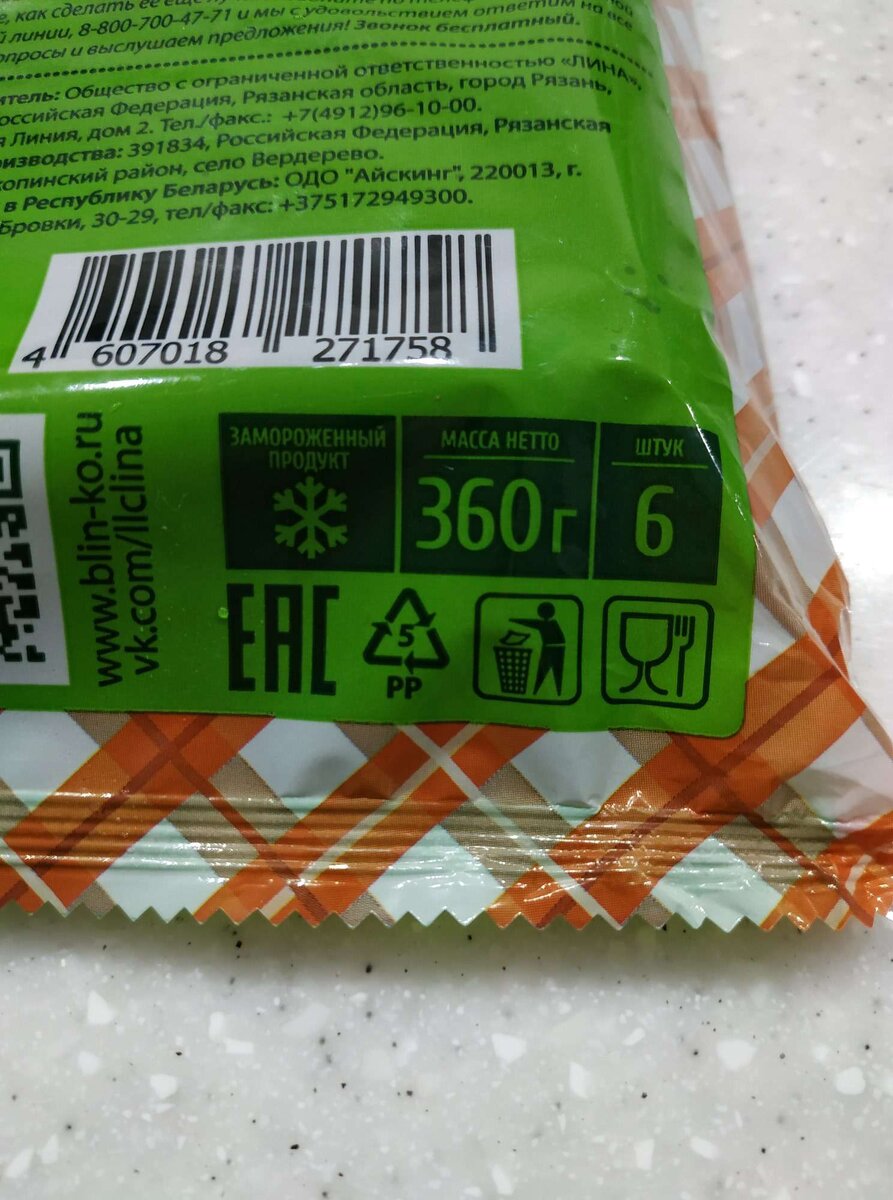 как сделать ее еще
линии, 8-800-700-47-71 и мы с удовольствием ответим на все
опросы и выслушаем предложения! Звонок бесплатный.
итель: Общество с ограниченной ответственностью «ЛИНА»,
оссийская Федерация, Рязанская область, город Рязань,
я Линия, дом 2. Тел./факс.: +7(4912)96-10-00.
оизводства: 391834, Российская Федерация, Рязанская
копинский район, село Вердерево.
в Республику Беларусь: ОДО "Айскинг", 220013, г.
Бровки, 30-29, тел/факс: +375172949300.
4 607018 271758
www.blin-ko.ru
vk.com/llclina
ЗАМОРОЖЕННЫЙ
ПРОДУКТ
МАССА НЕТТО
360 г
ШТУК
6
EAC
5
PP